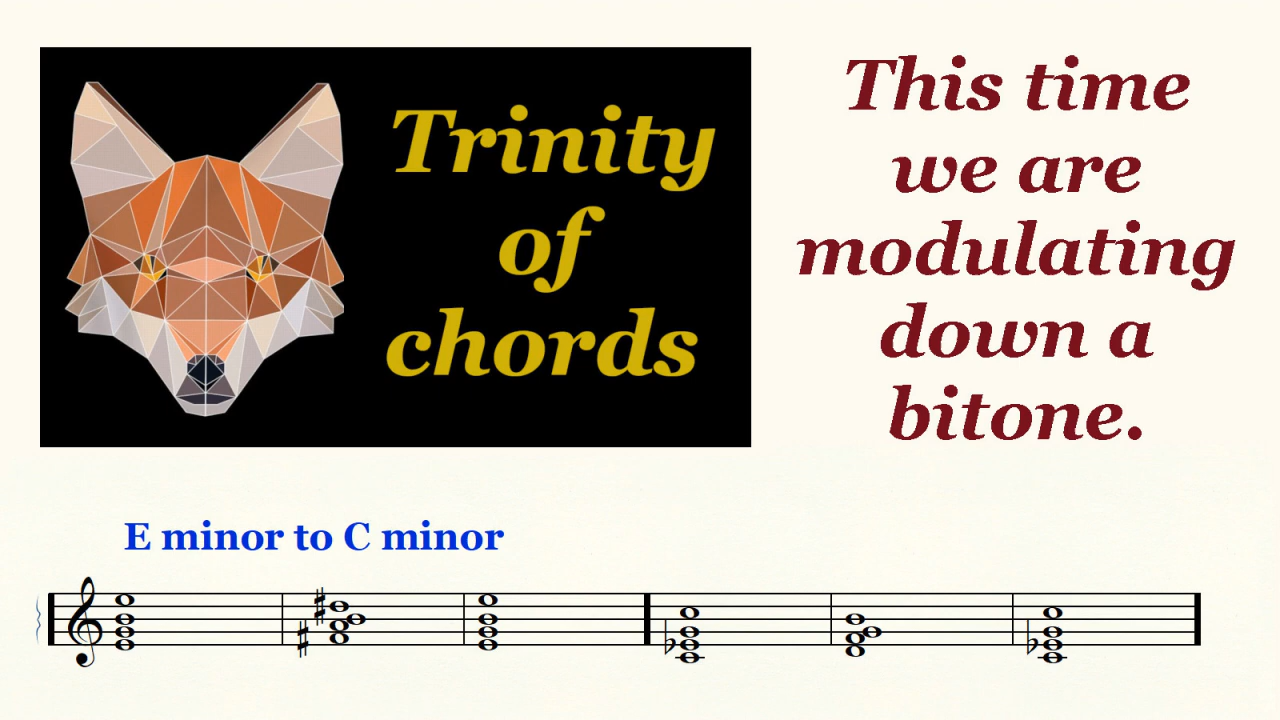 Trinity
of
chords
This time
we are
modulating
down a
bitone.
E minor to C minor